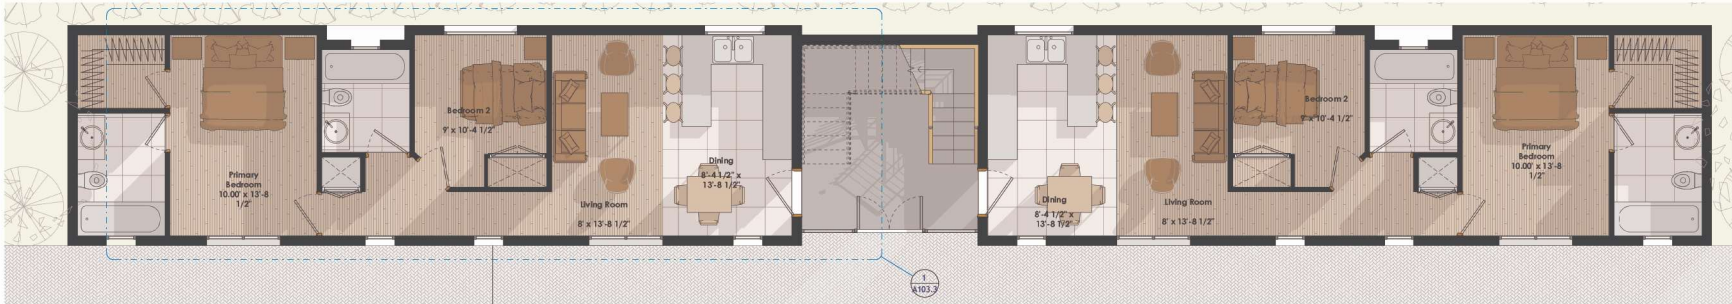 Primary
Bedroom
10.00' x 13'-8
1/2"
Bedroom 2
9' x 10'-4 1/2"
Living Room
8' x 13'-8 1/2"
Dining
8'-4 1/2" x
13'-8 1/2"
Dining
8'-4 1/2" x
13'-8 1/2"
Living Room
8' x 13'-8 1/2"
Bedroom 2
9' x 10'-4 1/2"
Primary
Bedroom
10.00' x 13'-8
1/2"
1
A103.3